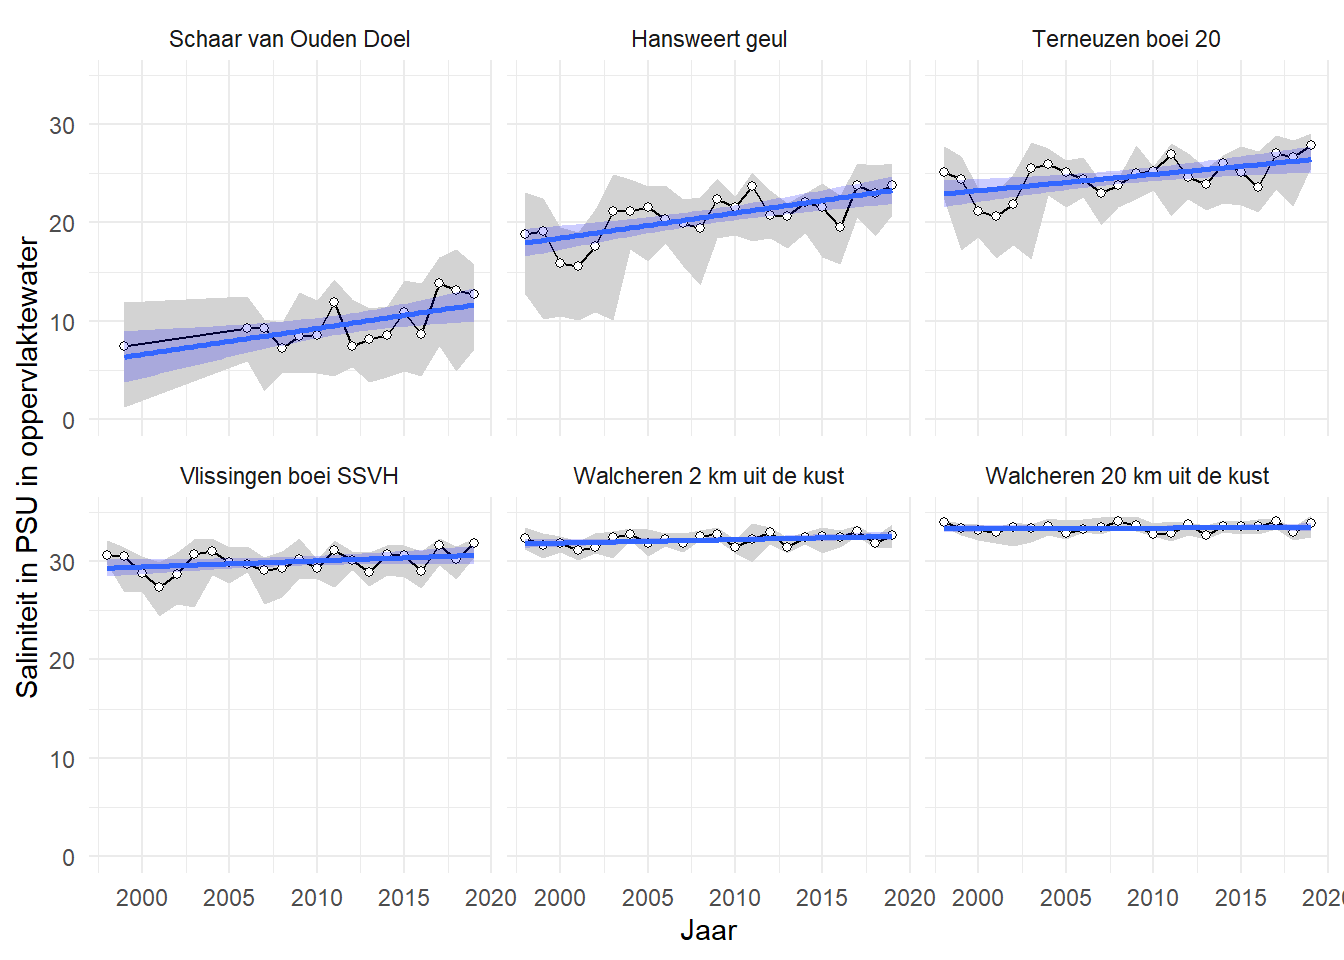 Schaar van Ouden Doel
Hansweert geul
Terneuzen boei 20
30
20
10
0
Vlissingen boei SSVH
Walcheren 2 km uit de kust
Walcheren 20 km uit de kust
30
20
10
0
2000 2005 2010 2015 2020
2000 2005 2010 2015 2020
2000 2005 2010 2015 202
Jaar
Saliniteit in PSU in oppervlaktewater